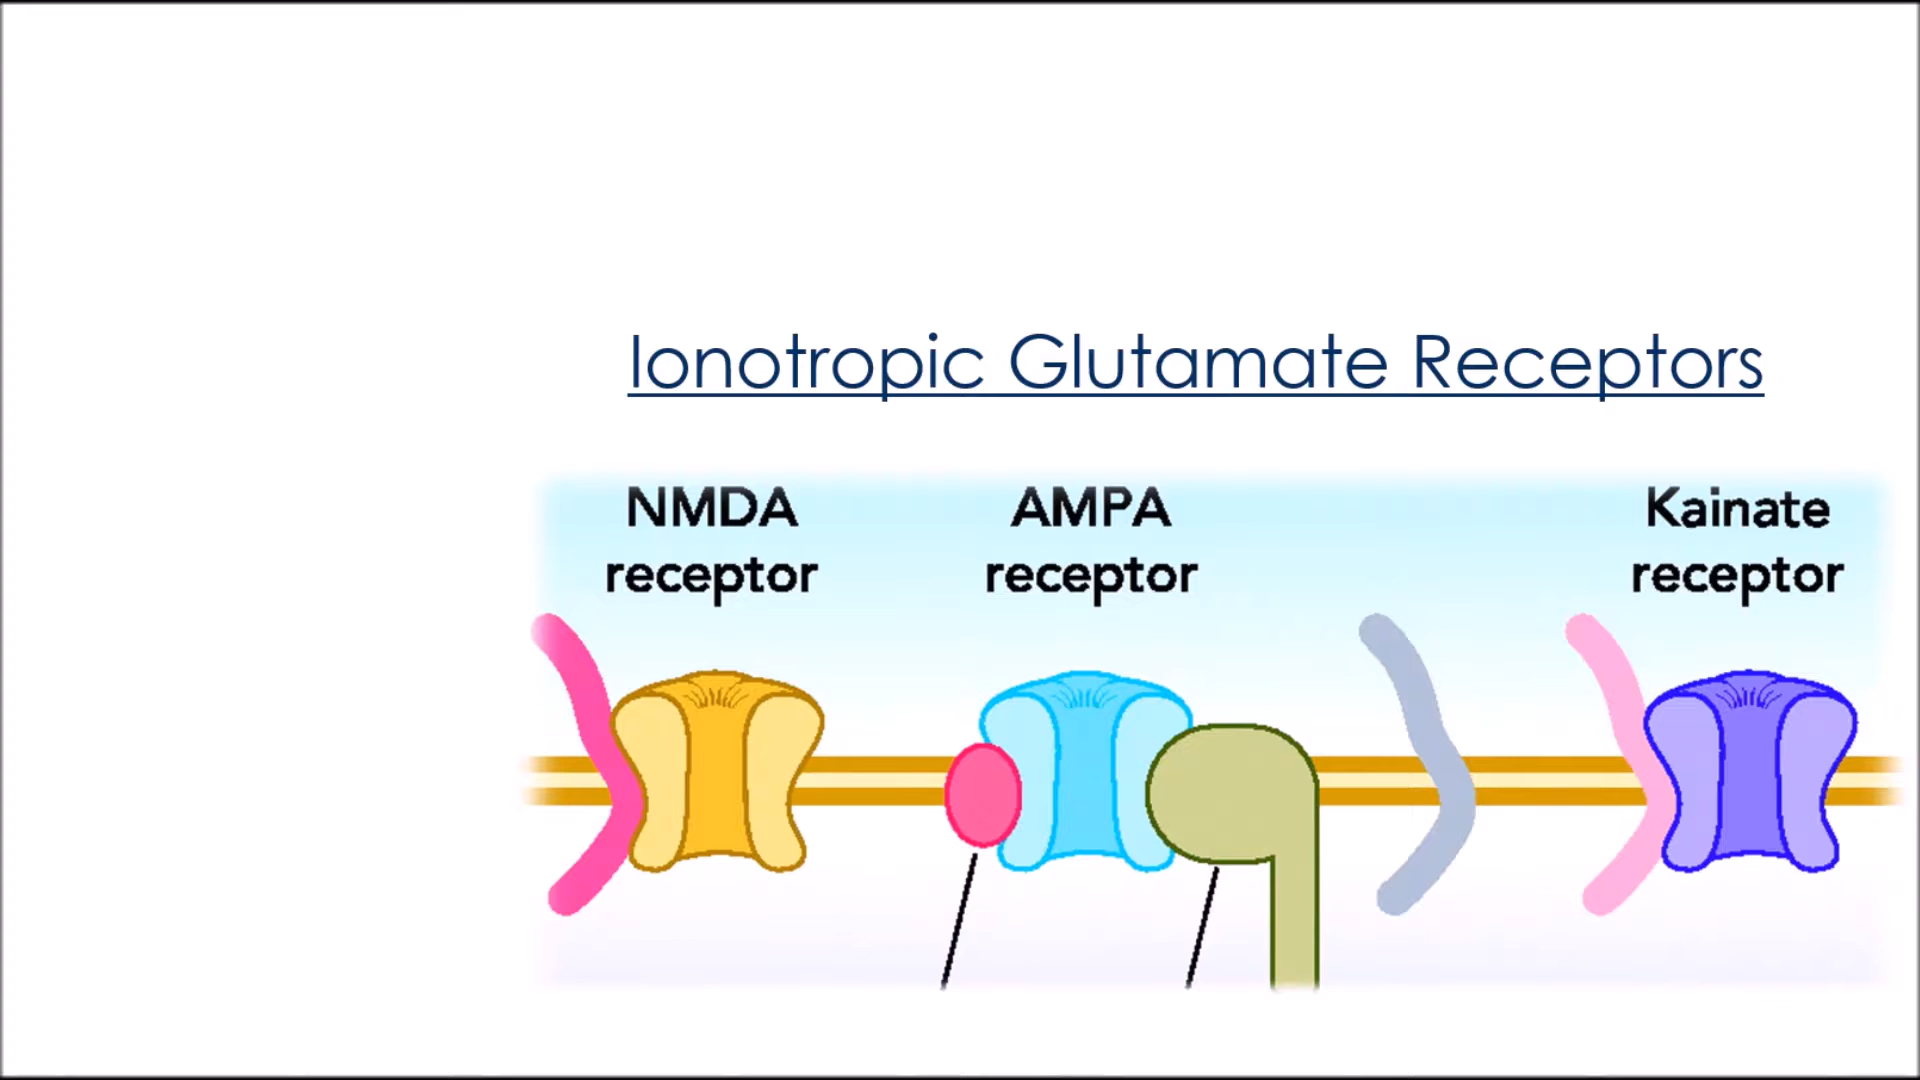 Ionotropic Glutamate Receptors
NMDA
receptor
AMPA
receptor
Kainate
receptor